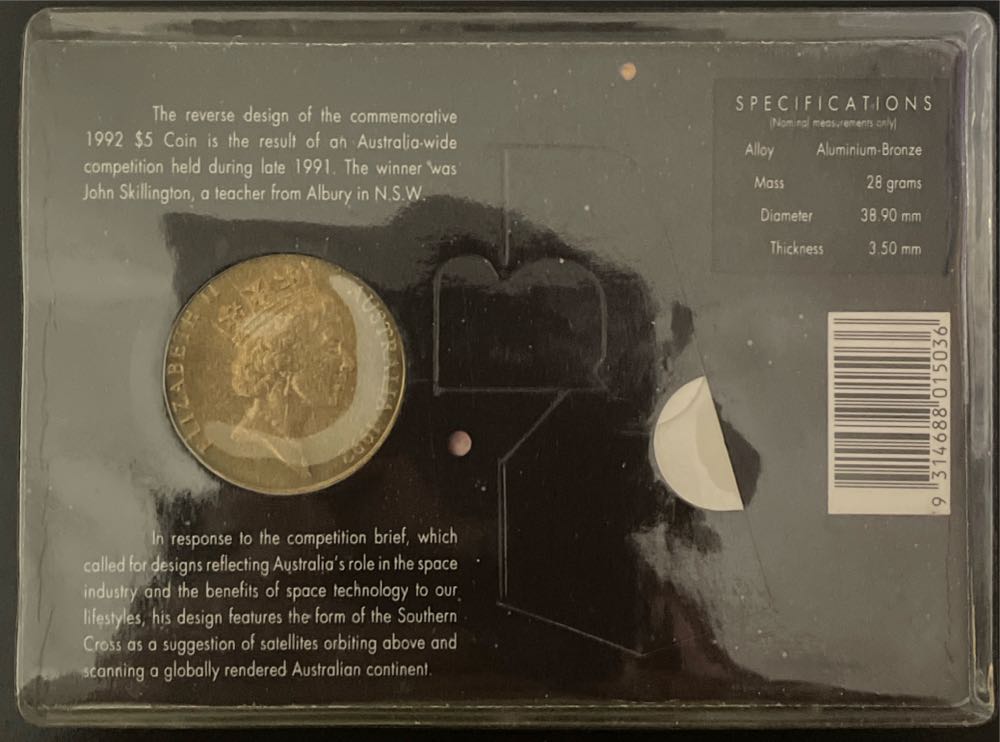 The reverse design of the commemorative
1992 $5 Coin is the result of an Australia-wide
competition held during late 1991. The winner was
John Skillington, a teacher from Albury in N.S.W.
SPECIFICATIONS
(Nominal measurements only)
Alloy Aluminium-Bronze
Mass 28 grams
Diameter 38.90 mm
Thickness 3.50 mm
ELIZABETH II AUSTRALIA 1992
9 314688 015036
In response to the competition brief, which
called for designs reflecting Australia's role in the space
industry and the benefits of space technology to our
lifestyles, his design features the form of the Southern
Cross as a suggestion of satellites orbiting above and
scanning a globally rendered Australian continent.